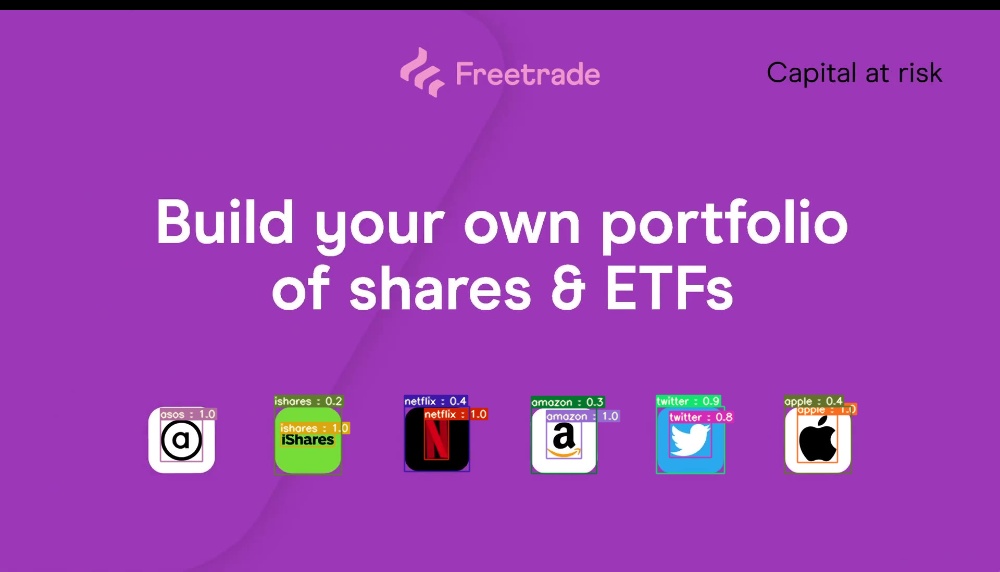 Freetrade
Capital at risk
Build your own portfolio
of shares & ETFs
asos : 1.0
a
ishares : 0.2
ishares : 1.0
iShares
netflix : 0.4
netflix : 1.0
N
amazon : 0.3
amazon : 1.0
a
twitter : 0.9
twitter : 0.8
apple : 0.4
apple : 1.0